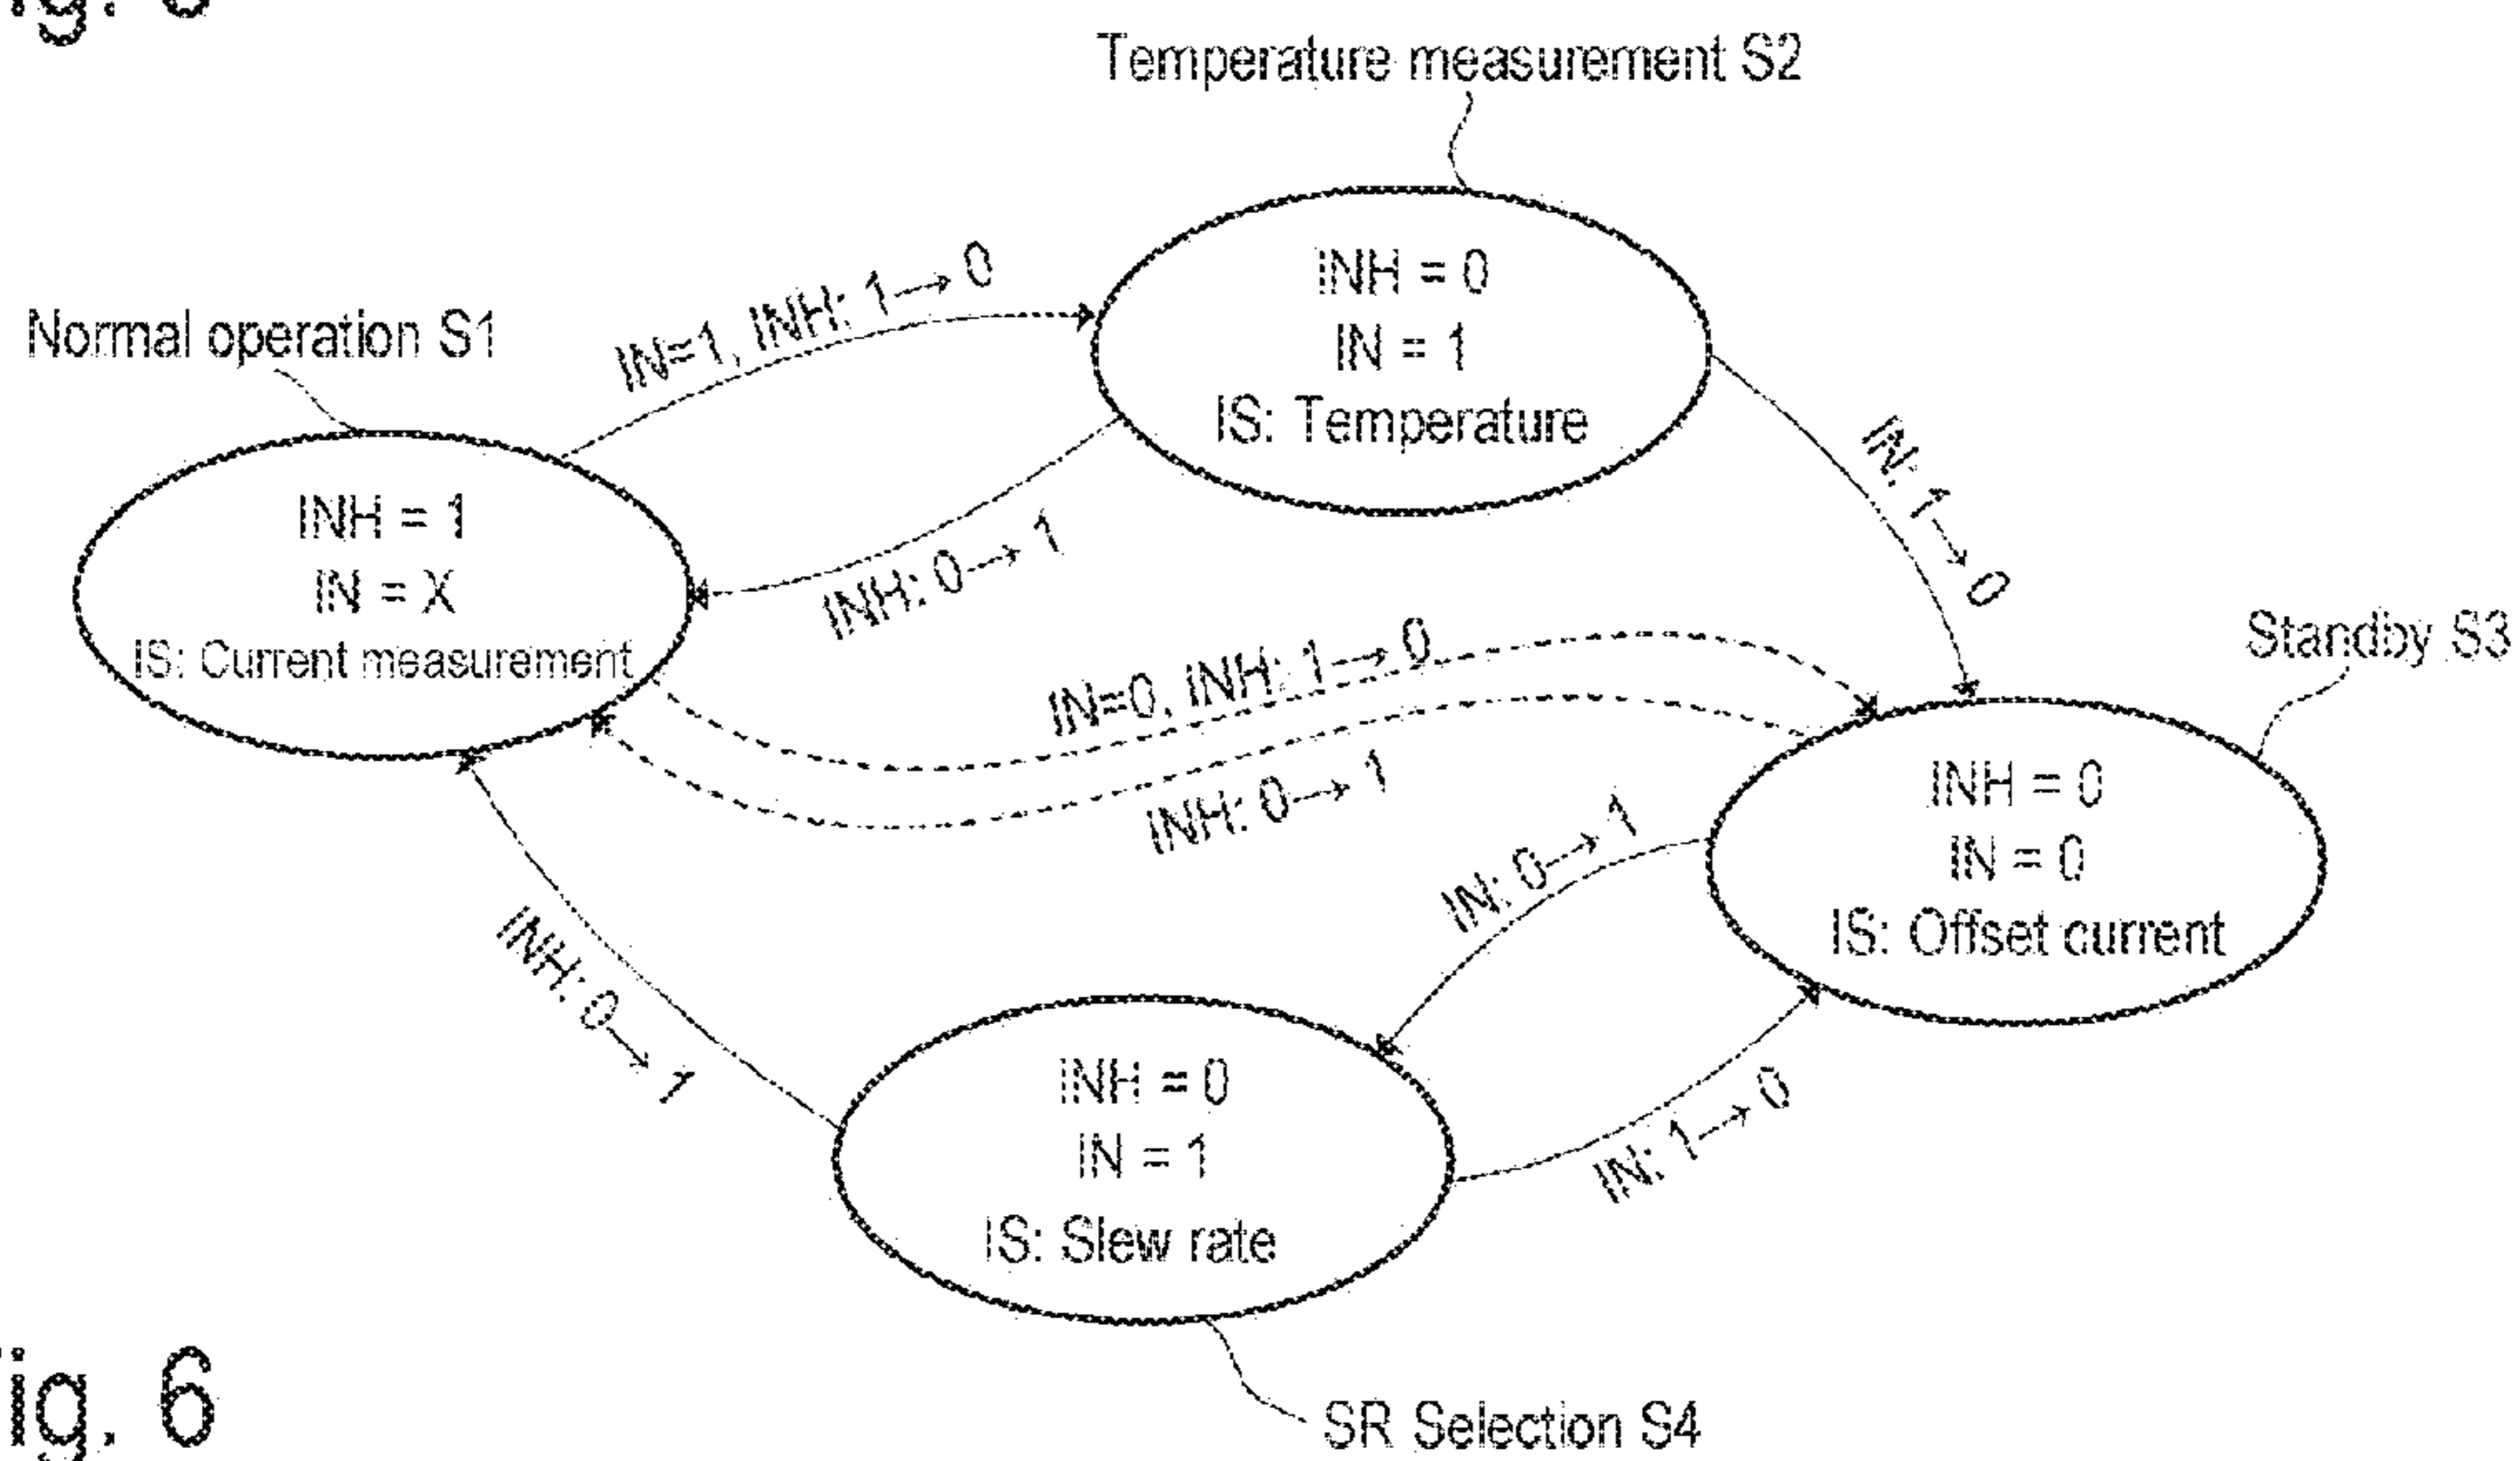 Temperature measurement S2
INH = 0
IN = 1
IS: Temperature
IN=1, INH: 1→0
Normal operation S1
INH = 1
IN = X
IS: Current measurement
INH: 0→1
IN: 1→0
Standby S3
IN=0, INH: 1→0
INH: 0→1
INH = 0
IN = 0
IS: Offset current
IN: 0→1
INH: 0→1
INH = 0
IN = 1
IS: Slew rate
IN: 1→0
SR Selection S4
ig. 6